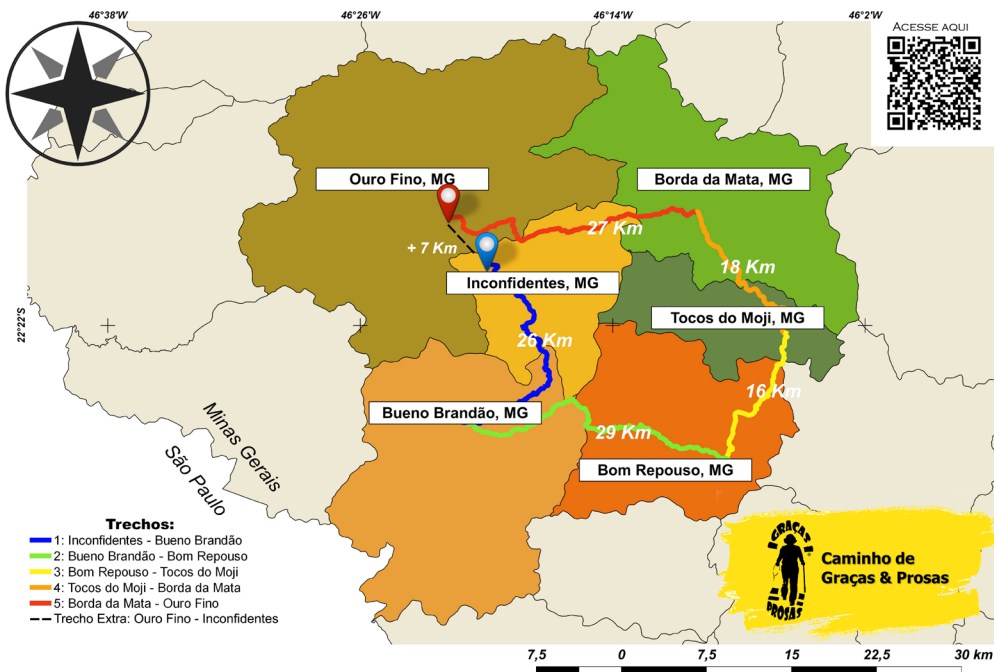 46°38'W
46°26'W
46°14'W
46°2'W
ACESSE AQUI
Ouro Fino, MG
Borda da Mata, MG
27 Km
+ 7 Km
18 Km
Inconfidentes, MG
22°22'S
Tocos do Moji, MG
26 Km
16 Km
Bueno Brandão, MG
29 Km
Bom Repouso, MG
Minas Gerais
São Paulo
Trechos:
1: Inconfidentes - Bueno Brandão
2: Bueno Brandão - Bom Repouso
3: Bom Repouso - Tocos do Moji
4: Tocos do Moji - Borda da Mata
5: Borda da Mata - Ouro Fino
Trecho Extra: Ouro Fino - Inconfidentes
GRAÇAS
PROSAS
Caminho de
Graças & Prosas
7,5 0 7,5 15 22,5 30 km